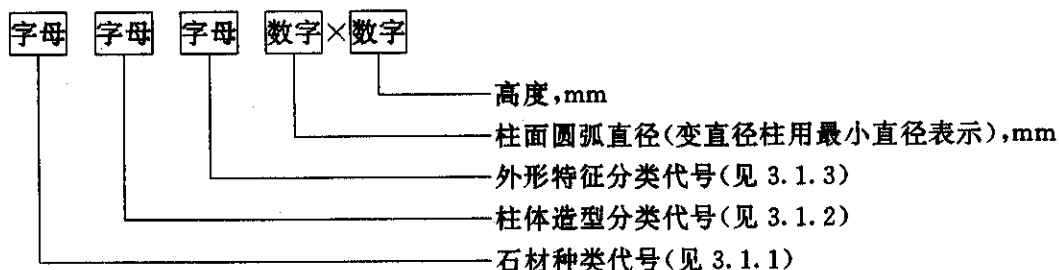 字母 字母 字母 数字×数字
高度,mm
柱面圆弧直径(变直径柱用最小直径表示),mm
外形特征分类代号(见 3.1.3)
柱体造型分类代号(见 3.1.2)
石材种类代号(见 3.1.1)